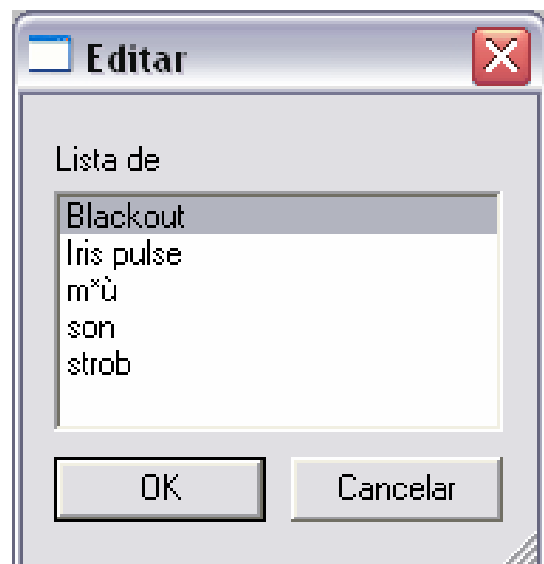 Editar
Lista de
Blackout
Iris pulse
m*ù
son
strob
OK
Cancelar